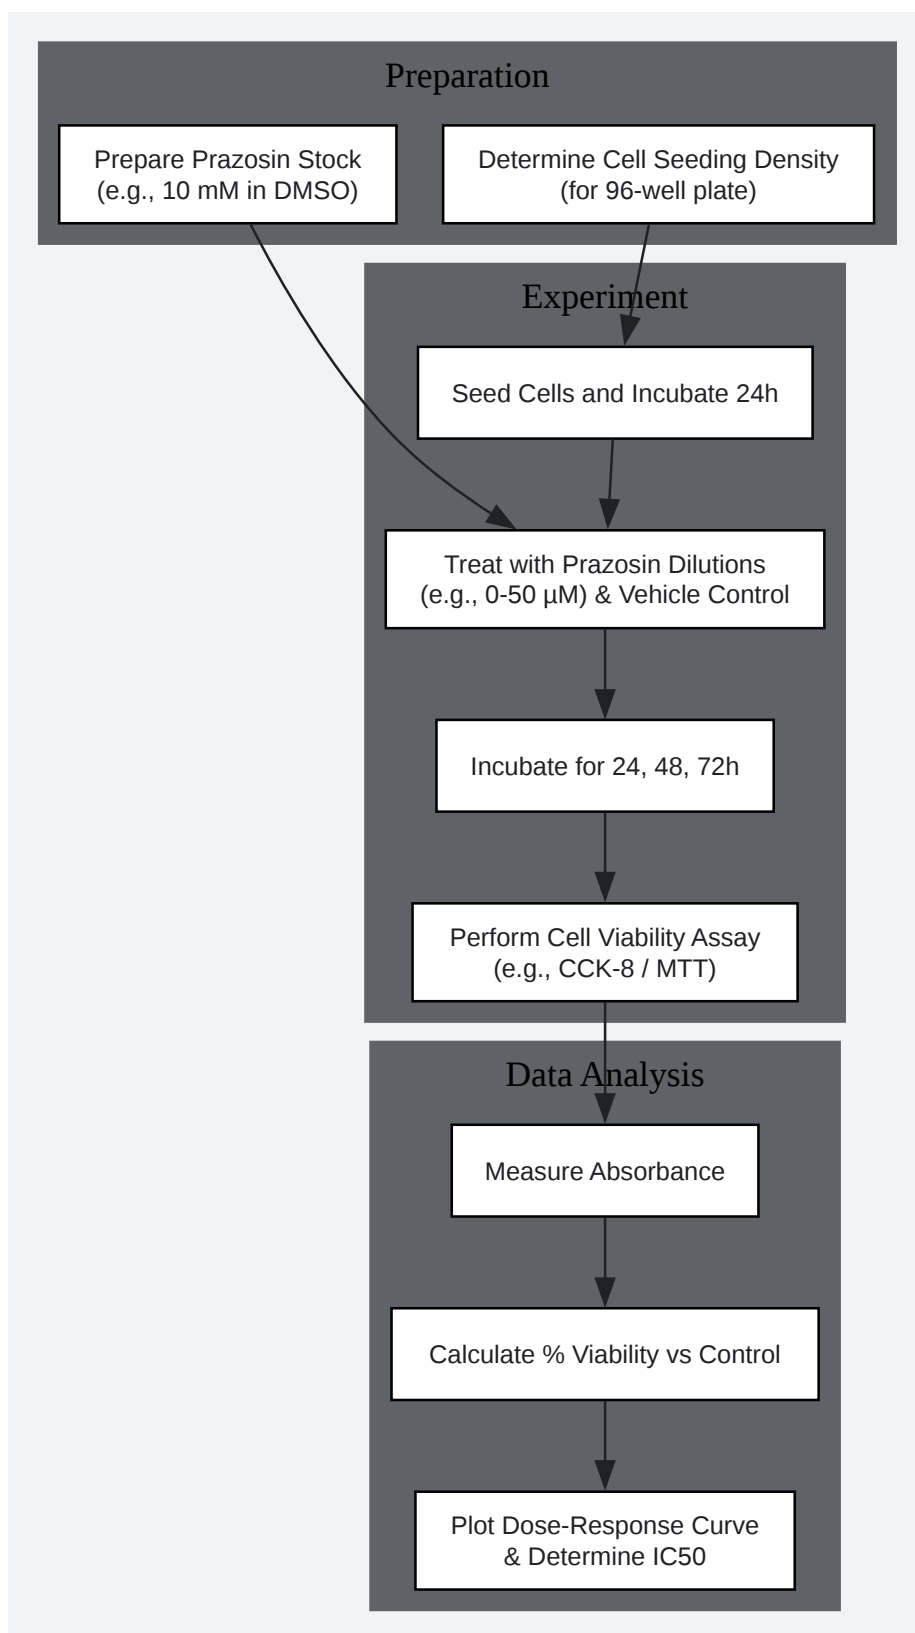 Preparation
Prepare Prazosin Stock
(e.g., 10 mM in DMSO)
Determine Cell Seeding Density
(for 96-well plate)
Experiment
Seed Cells and Incubate 24h
Treat with Prazosin Dilutions
(e.g., 0-50 µM) & Vehicle Control
Incubate for 24, 48, 72h
Perform Cell Viability Assay
(e.g., CCK-8 / MTT)
Data Analysis
Measure Absorbance
Calculate % Viability vs Control
Plot Dose-Response Curve
& Determine IC50